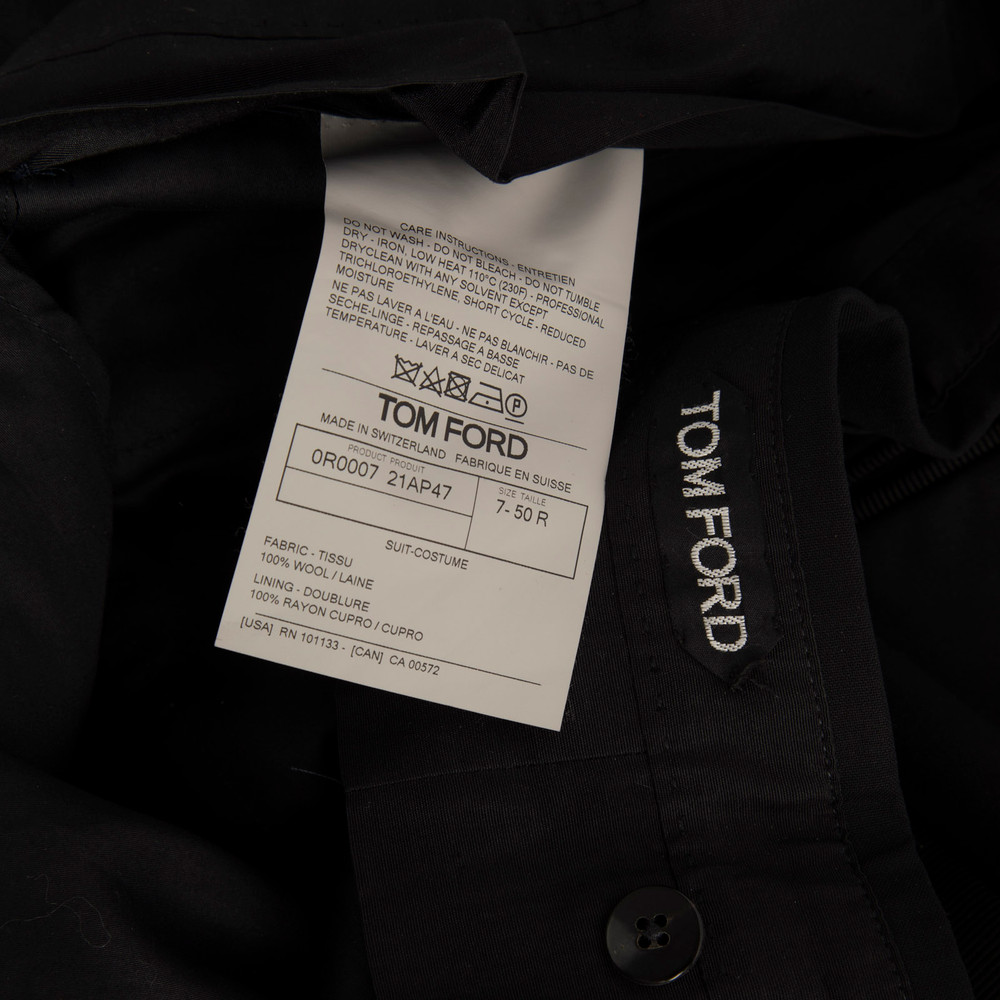 CARE INSTRUCTIONS - ENTRETIEN
DO NOT WASH - DO NOT BLEACH - DO NOT TUMBLE
DRY - IRON, LOW HEAT 110°C (230F) - PROFESSIONAL
DRYCLEAN WITH ANY SOLVENT EXCEPT
TRICHLOROETHYLENE, SHORT CYCLE - REDUCED
MOISTURE
NE PAS LAVER A L'EAU - NE PAS BLANCHIR - PAS DE
SECHE-LINGE - REPASSAGE A BASSE
TEMPERATURE - LAVER A SEC DELICAT
P
TOM FORD
MADE IN SWITZERLAND FABRIQUE EN SUISSE
PRODUCT PRODUIT
0R0007 21AP47
SIZE TAILLE
7- 50 R
SUIT-COSTUME
FABRIC - TISSU
100% WOOL / LAINE
LINING - DOUBLURE
100% RAYON CUPRO / CUPRO
[USA] RN 101133 - [CAN] CA 00572
TOM FORD